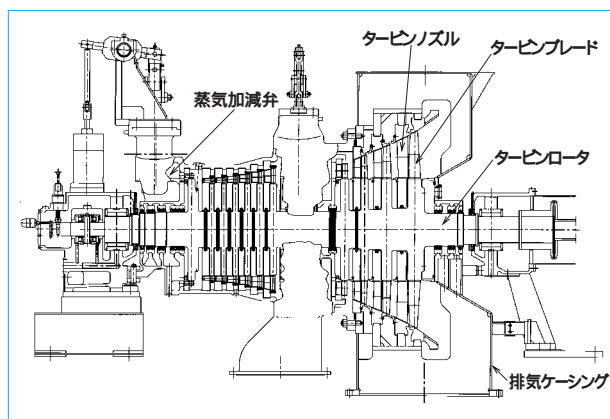 タービンノズル
タービンブレード
蒸気加減弁
タービンロータ
排気ケーシング